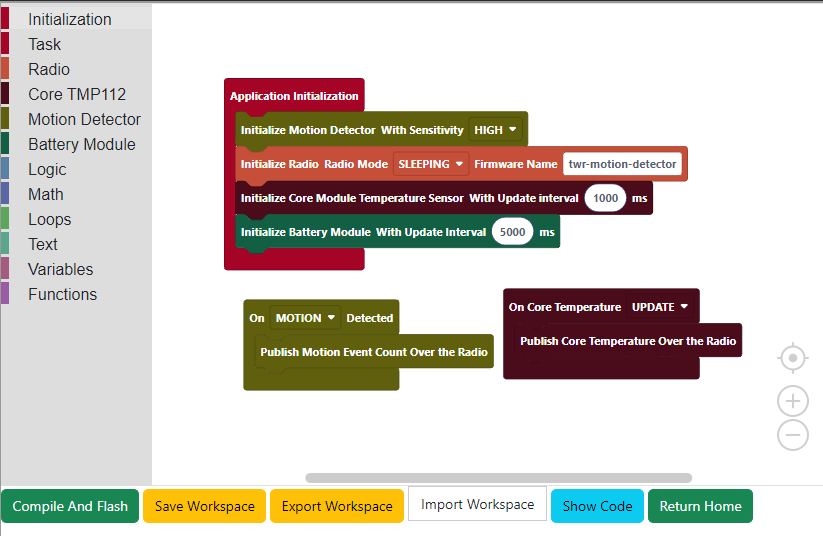 Initialization
Task
Radio
Core TMP112
Motion Detector
Battery Module
Logic
Math
Loops
Text
Variables
Functions
Application Initialization
Initialize Motion Detector With Sensitivity HIGH
Initialize Radio Radio Mode SLEEPING Firmware Name twr-motion-detector
Initialize Core Module Temperature Sensor With Update interval 1000 ms
Initialize Battery Module With Update Interval 5000 ms
On MOTION Detected
Publish Motion Event Count Over the Radio
On Core Temperature UPDATE
Publish Core Temperature Over the Radio
Compile And Flash Save Workspace Export Workspace Import Workspace Show Code Return Home